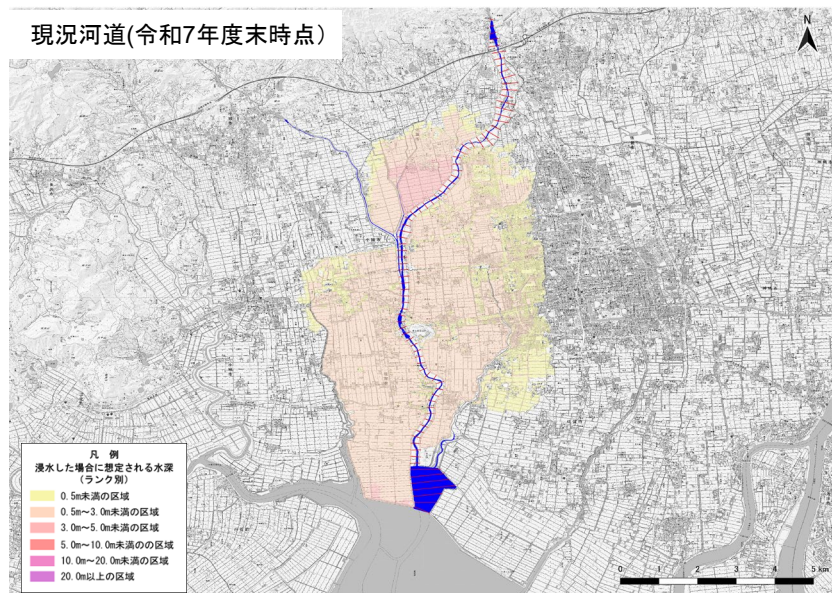 現況河道(令和7年度末時点)
N
凡 例
浸水した場合に想定される水深
(ランク別)
0.5m未満の区域
0.5m~3.0m未満の区域
3.0m~5.0m未満の区域
5.0m~10.0m未満のの区域
10.0m~20.0m未満の区域
20.0m以上の区域
0 1 2 3 4 5 km